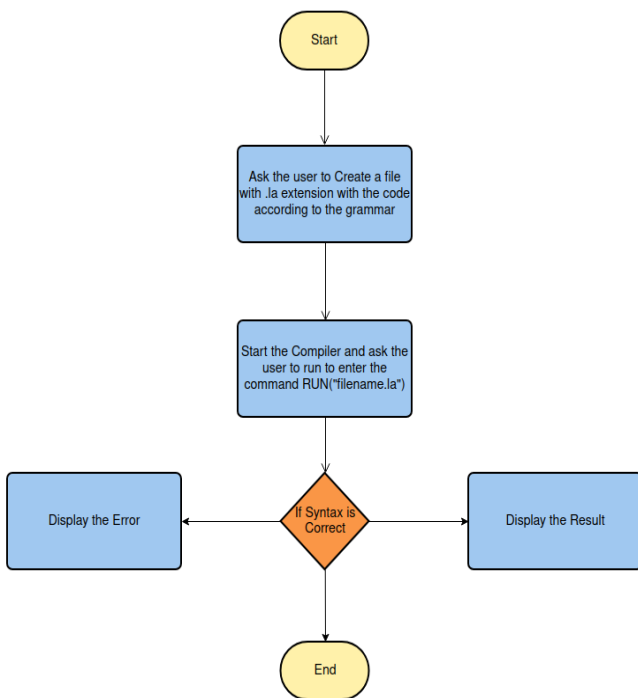 Start
Ask the user to Create a file
with .la extension with the code
according to the grammar
Start the Compiler and ask the
user to run to enter the
command RUN("filename.la")
Display the Error
If Syntax is
Correct
Display the Result
End